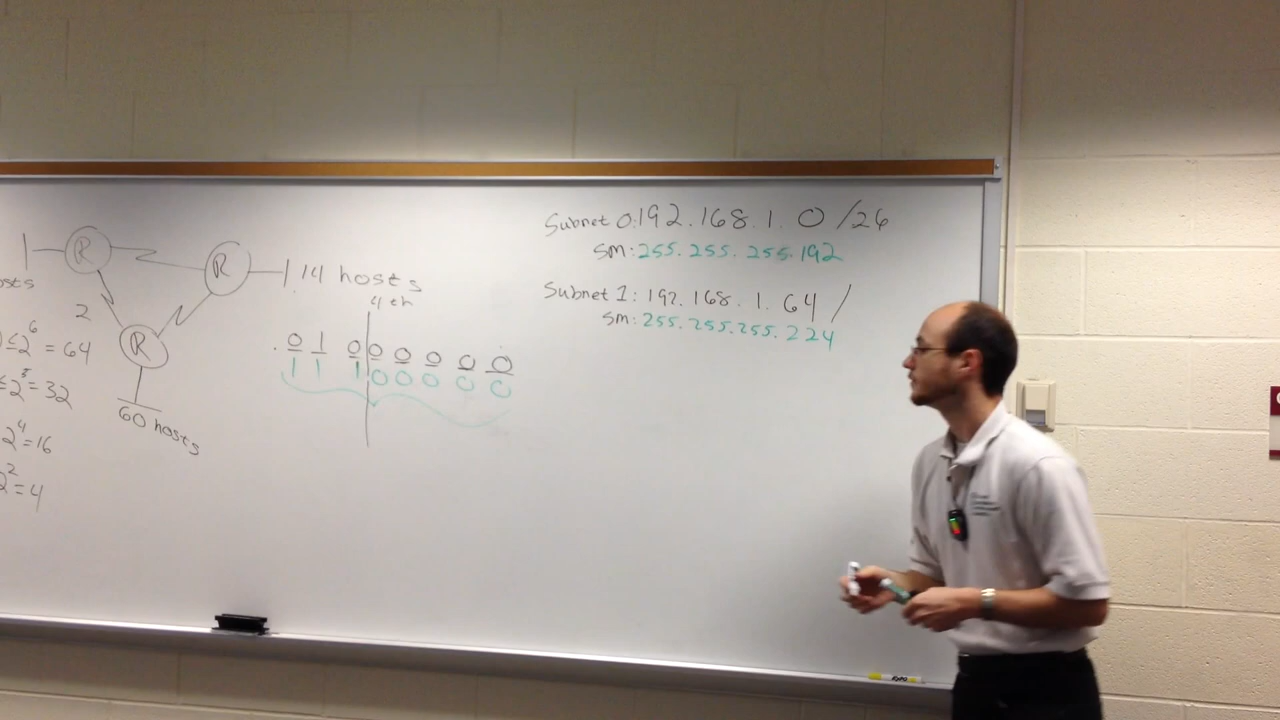 R
R
14 hosts
osts
R
60 hosts
2
≤2^6 = 64
≤2^5 = 32
2^4 = 16
2^2 = 4
4th
. 0 1 0 0 0 0 0 0
1 1 1 0 0 0 0 0
Subnet 0: 192.168.1.0 /26
SM: 255.255.255.192
Subnet 1: 192.168.1.64 /
SM: 255.255.255.224
EXPO